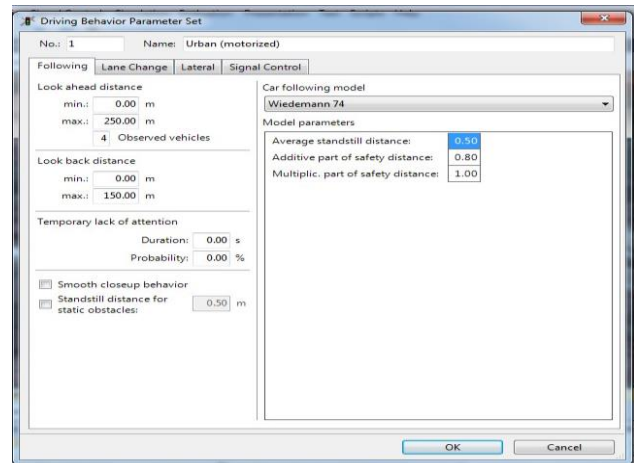 Driving Behavior Parameter Set
No.: 1 Name: Urban (motorized)
Following Lane Change Lateral Signal Control
Look ahead distance
min.: 0.00 m
max.: 250.00 m
4 Observed vehicles
Look back distance
min.: 0.00 m
max.: 150.00 m
Temporary lack of attention
Duration: 0.00 s
Probability: 0.00 %
Smooth closeup behavior
Standstill distance for
static obstacles: 0.50 m
Car following model
Wiedemann 74
Model parameters
Average standstill distance: 0.50
Additive part of safety distance: 0.80
Multiplic. part of safety distance: 1.00
OK Cancel